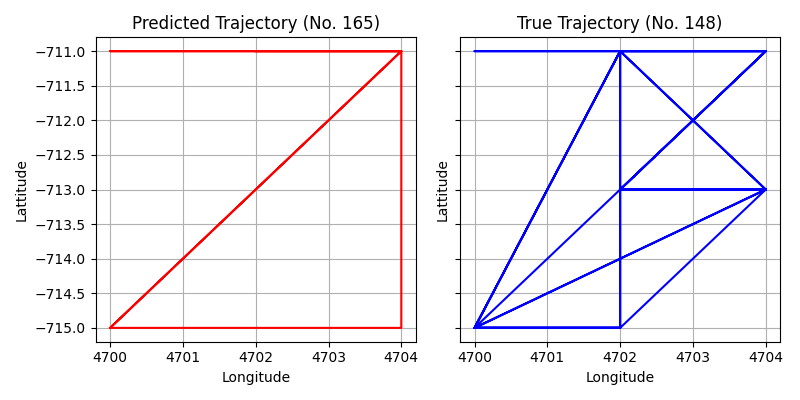 Predicted Trajectory (No. 165)
True Trajectory (No. 148)
Lattitude
−711.0
−711.5
−712.0
−712.5
−713.0
−713.5
−714.0
−714.5
−715.0
4700 4701 4702 4703 4704
Longitude
Lattitude
4700 4701 4702 4703 4704
Longitude